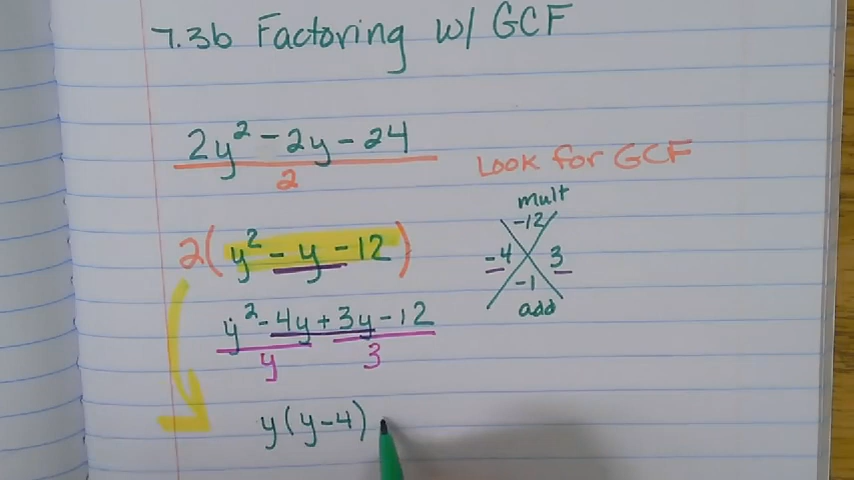 7.3b Factoring w/ GCF
2y² - 2y - 24
2
Look for GCF
2(y² - y - 12)
mult
-12
-4 3
-1
add
y² - 4y + 3y - 12
y 3
y(y-4)